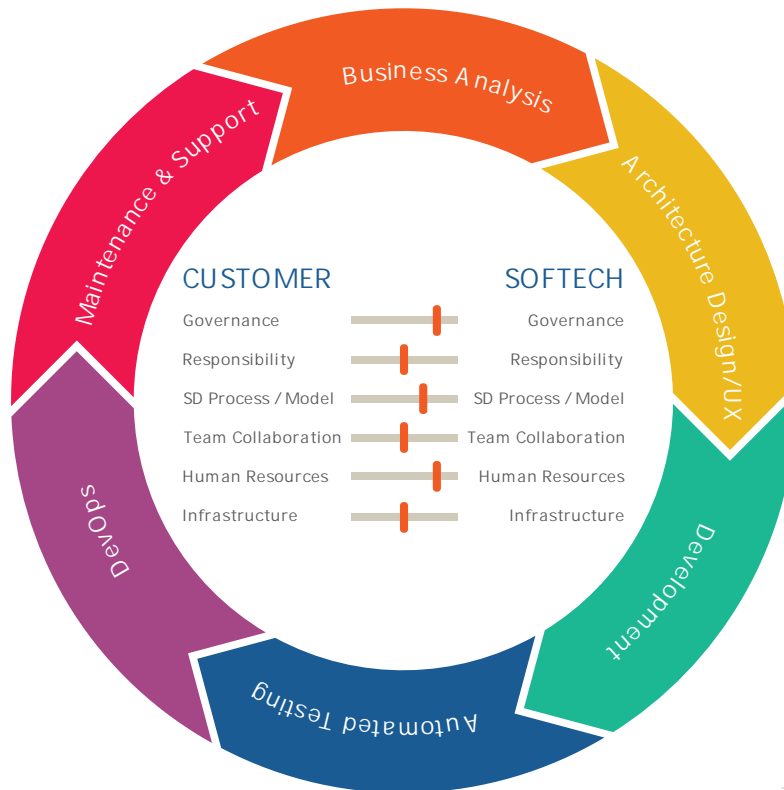 Business Analysis
Architecture Design/UX
Development
Automated Testing
DevOps
Maintenance & Support
CUSTOMER SOFTECH
Governance Governance
Responsibility Responsibility
SD Process / Model SD Process / Model
Team Collaboration Team Collaboration
Human Resources Human Resources
Infrastructure Infrastructure